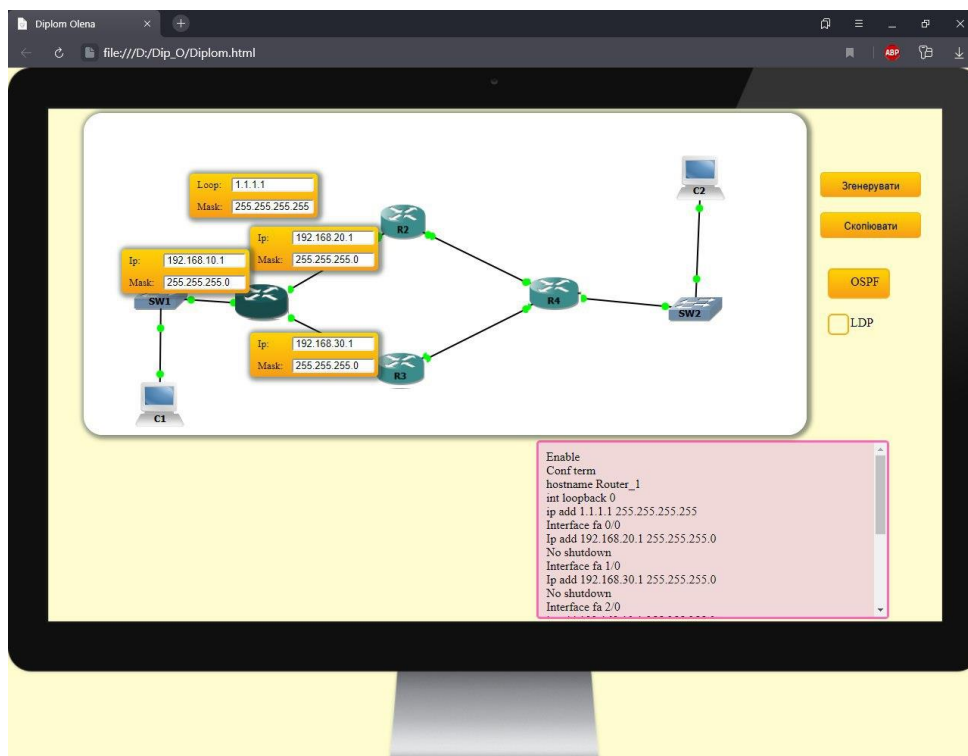 Diplom Olena
file:///D:/Dip_O/Diplom.html
ABP
Loop: 1.1.1.1
Mask: 255.255.255.255
Ip: 192.168.20.1
Mask: 255.255.255.0
Ip: 192.168.10.1
Mask: 255.255.255.0
SW1
R2
C2
R4
SW2
Ip: 192.168.30.1
Mask: 255.255.255.0
R3
C1
Згенерувати
Скопіювати
OSPF
LDP
Enable
Conf term
hostname Router_1
int loopback 0
ip add 1.1.1.1 255.255.255.255
Interface fa 0/0
Ip add 192.168.20.1 255.255.255.0
No shutdown
Interface fa 1/0
Ip add 192.168.30.1 255.255.255.0
No shutdown
Interface fa 2/0